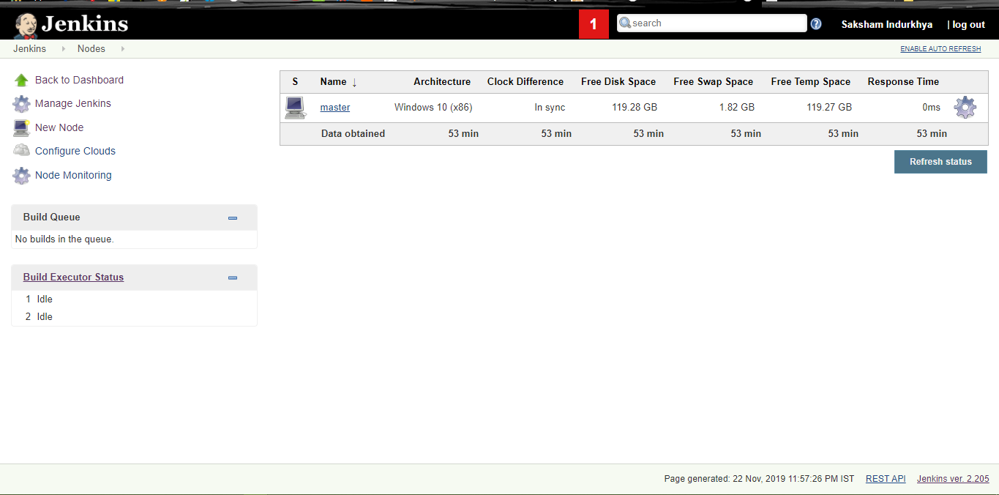 Jenkins
1
search
?
Saksham Indurkhya
| log out
Jenkins
Nodes
ENABLE AUTO REFRESH
Back to Dashboard
Manage Jenkins
New Node
Configure Clouds
Node Monitoring
Build Queue
No builds in the queue.
Build Executor Status
1 Idle
2 Idle
S Name ↓ Architecture Clock Difference Free Disk Space Free Swap Space Free Temp Space Response Time
master Windows 10 (x86) In sync 119.28 GB 1.82 GB 119.27 GB 0ms
Data obtained 53 min 53 min 53 min 53 min 53 min 53 min
Refresh status
Page generated: 22 Nov, 2019 11:57:26 PM IST REST API Jenkins ver. 2.205